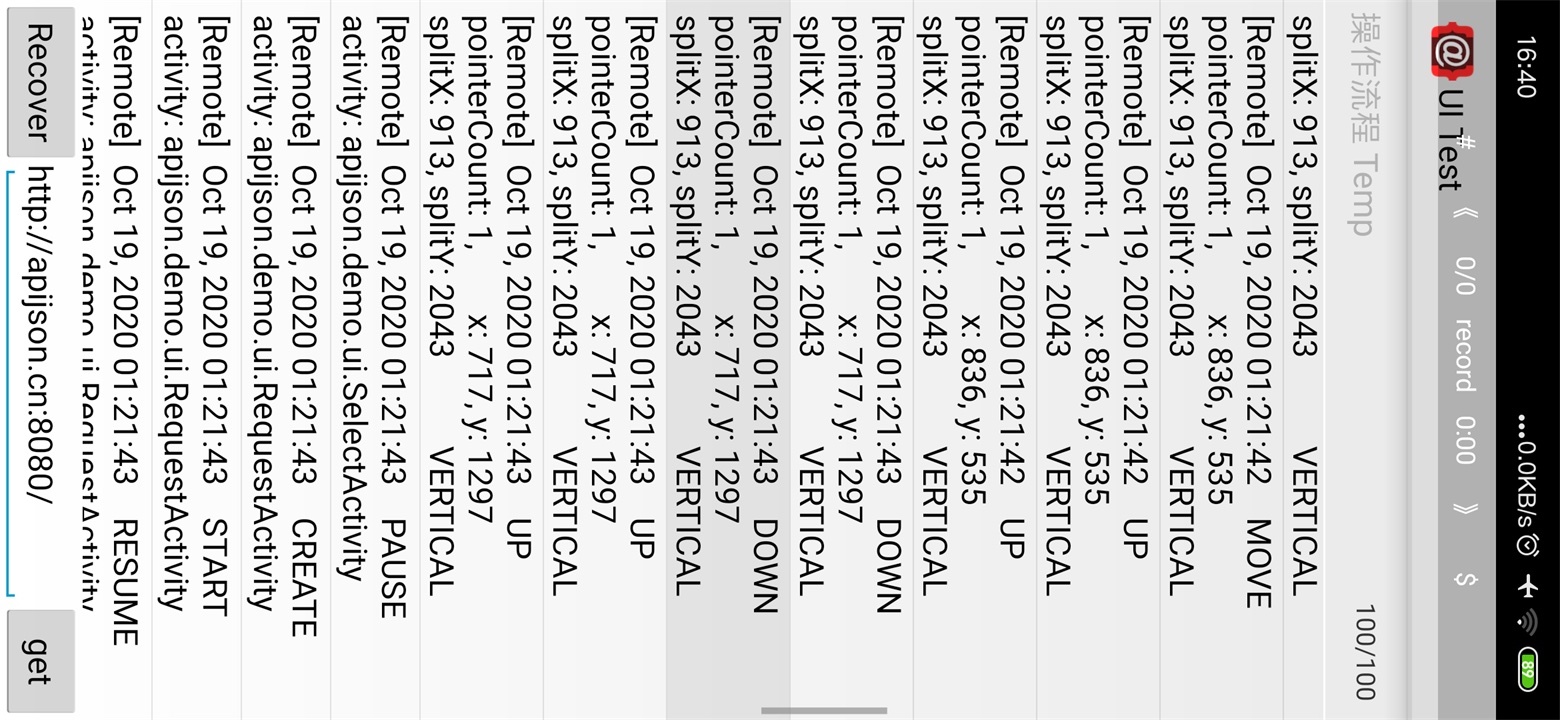 16:40
...0.0KB/s
89
UI Test
# 《 0/0 record 0:00 》 $
操作流程 Temp 100/100
splitX: 913, splitY: 2043 VERTICAL
[Remote] Oct 19, 2020 01:21:42 MOVE
pointerCount: 1, x: 836, y: 535
splitX: 913, splitY: 2043 VERTICAL
[Remote] Oct 19, 2020 01:21:42 UP
pointerCount: 1, x: 836, y: 535
splitX: 913, splitY: 2043 VERTICAL
[Remote] Oct 19, 2020 01:21:42 UP
pointerCount: 1, x: 836, y: 535
splitX: 913, splitY: 2043 VERTICAL
[Remote] Oct 19, 2020 01:21:43 DOWN
pointerCount: 1, x: 717, y: 1297
splitX: 913, splitY: 2043 VERTICAL
[Remote] Oct 19, 2020 01:21:43 DOWN
pointerCount: 1, x: 717, y: 1297
splitX: 913, splitY: 2043 VERTICAL
[Remote] Oct 19, 2020 01:21:43 UP
pointerCount: 1, x: 717, y: 1297
splitX: 913, splitY: 2043 VERTICAL
[Remote] Oct 19, 2020 01:21:43 UP
pointerCount: 1, x: 717, y: 1297
splitX: 913, splitY: 2043 VERTICAL
[Remote] Oct 19, 2020 01:21:43 PAUSE
activity: apijson.demo.ui.SelectActivity
[Remote] Oct 19, 2020 01:21:43 CREATE
activity: apijson.demo.ui.RequestActivity
[Remote] Oct 19, 2020 01:21:43 START
activity: apijson.demo.ui.RequestActivity
[Remote] Oct 19, 2020 01:21:43 RESUME
activity: apijson.demo.ui.RequestActivity
Recover http://apijson.cn:8080/ get